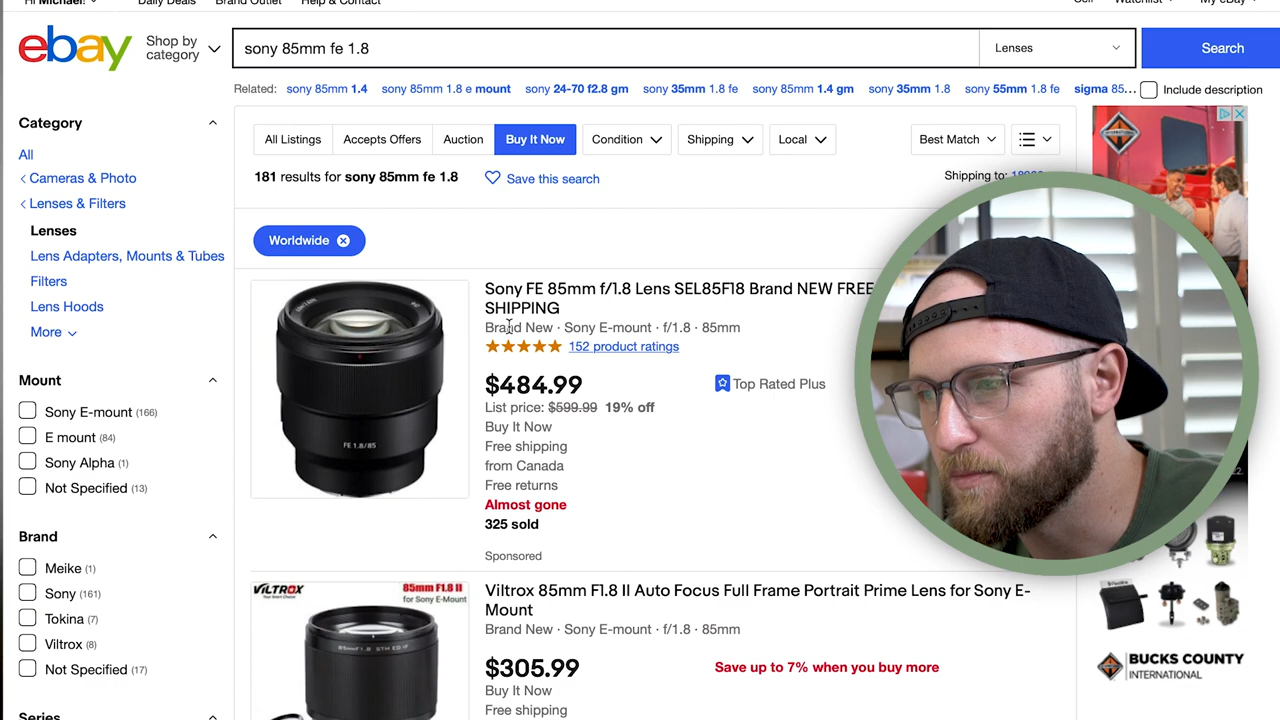 Hi Michael!
Daily Deals
Brand Outlet
Help & Contact
Sell
Watchlist
My eBay
ebay
Shop by category
sony 85mm fe 1.8
Lenses
Search
Related: sony 85mm 1.4 sony 85mm 1.8 e mount sony 24-70 f2.8 gm sony 35mm 1.8 fe sony 85mm 1.4 gm sony 35mm 1.8 sony 55mm 1.8 fe sigma 85...
Include description
Category
All
Cameras & Photo
Lenses & Filters
Lenses
Lens Adapters, Mounts & Tubes
Filters
Lens Hoods
More
Mount
Sony E-mount (166)
E mount (84)
Sony Alpha (1)
Not Specified (13)
Brand
Meike (1)
Sony (161)
Tokina (7)
Viltrox (8)
Not Specified (17)
Series
All Listings
Accepts Offers
Auction
Buy It Now
Condition
Shipping
Local
Best Match
181 results for sony 85mm fe 1.8
Save this search
Shipping to:
Worldwide
FE 1.8/85
Sony FE 85mm f/1.8 Lens SEL85F18 Brand NEW FREE
SHIPPING
Brand New · Sony E-mount · f/1.8 · 85mm
152 product ratings
$484.99
Top Rated Plus
List price: $599.99 19% off
Buy It Now
Free shipping
from Canada
Free returns
Almost gone
325 sold
Sponsored
VILTROX
85mm F1.8 II
for Sony E-Mount
Viltrox 85mm F1.8 II Auto Focus Full Frame Portrait Prime Lens for Sony E-
Mount
Brand New · Sony E-mount · f/1.8 · 85mm
$305.99
Save up to 7% when you buy more
Buy It Now
Free shipping
BUCKS COUNTY
INTERNATIONAL